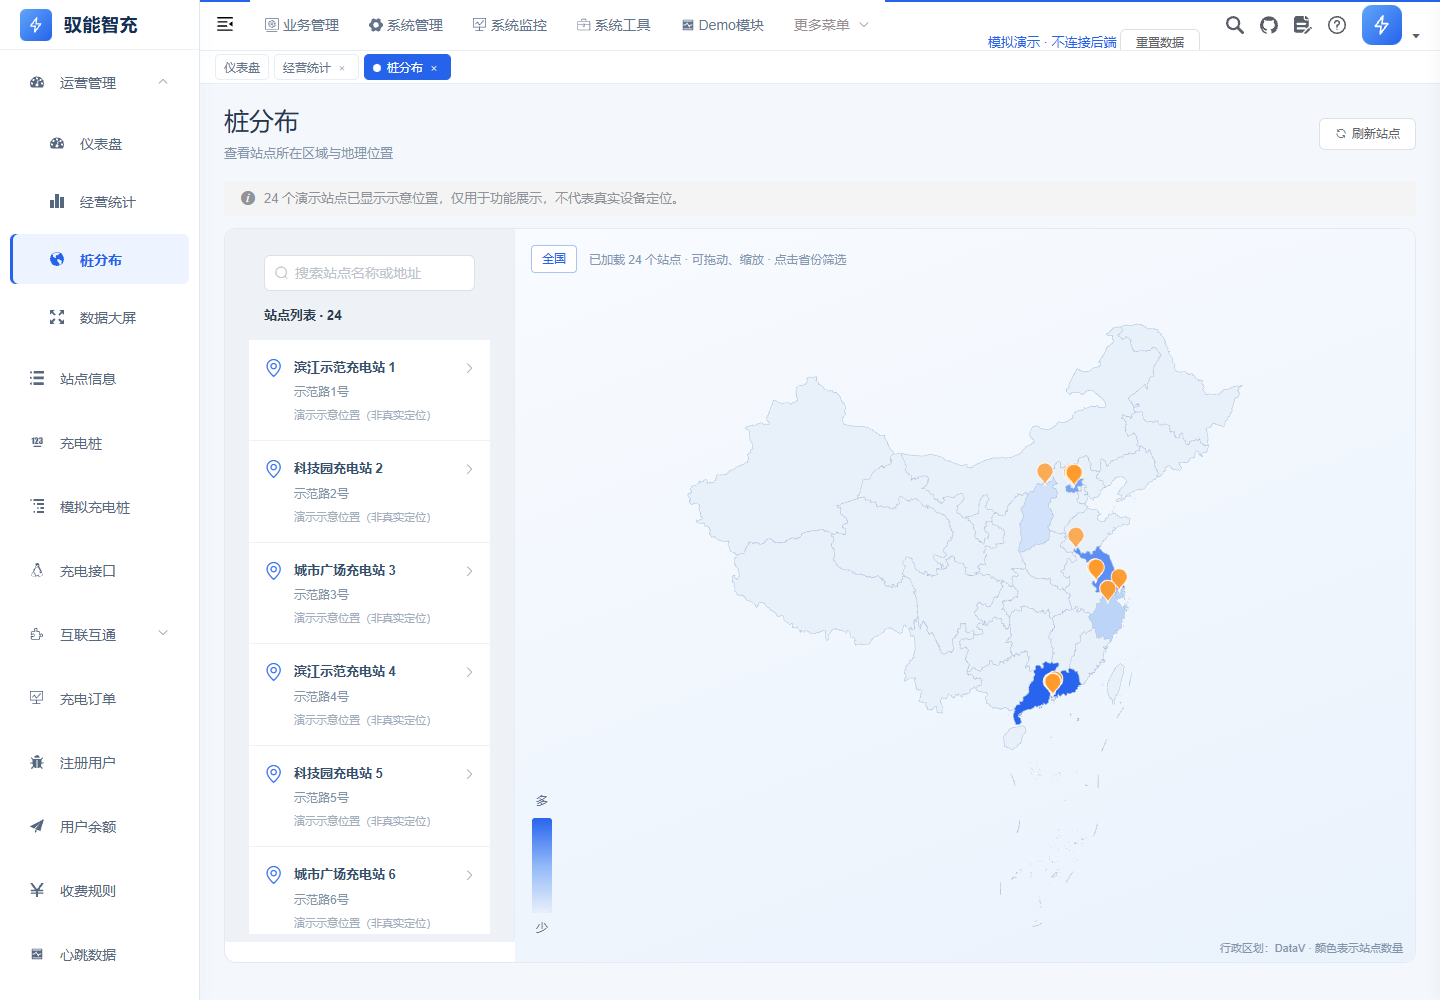 驭能智充
业务管理
系统管理
系统监控
系统工具
Demo模块
更多菜单
模拟演示 · 不连接后端
重置数据
仪表盘
经营统计 ×
桩分布 ×
运营管理
仪表盘
经营统计
桩分布
数据大屏
站点信息
充电桩
模拟充电桩
充电接口
互联互通
充电订单
注册用户
用户余额
收费规则
心跳数据
桩分布
查看站点所在区域与地理位置
刷新站点
24 个演示站点已显示示意位置，仅用于功能展示，不代表真实设备定位。
搜索站点名称或地址
站点列表 · 24
滨江示范充电站 1
示范路1号
演示示意位置（非真实定位）
科技园充电站 2
示范路2号
演示示意位置（非真实定位）
城市广场充电站 3
示范路3号
演示示意位置（非真实定位）
滨江示范充电站 4
示范路4号
演示示意位置（非真实定位）
科技园充电站 5
示范路5号
演示示意位置（非真实定位）
城市广场充电站 6
示范路6号
演示示意位置（非真实定位）
全国
已加载 24 个站点 · 可拖动、缩放 · 点击省份筛选
多
少
行政区划：DataV · 颜色表示站点数量